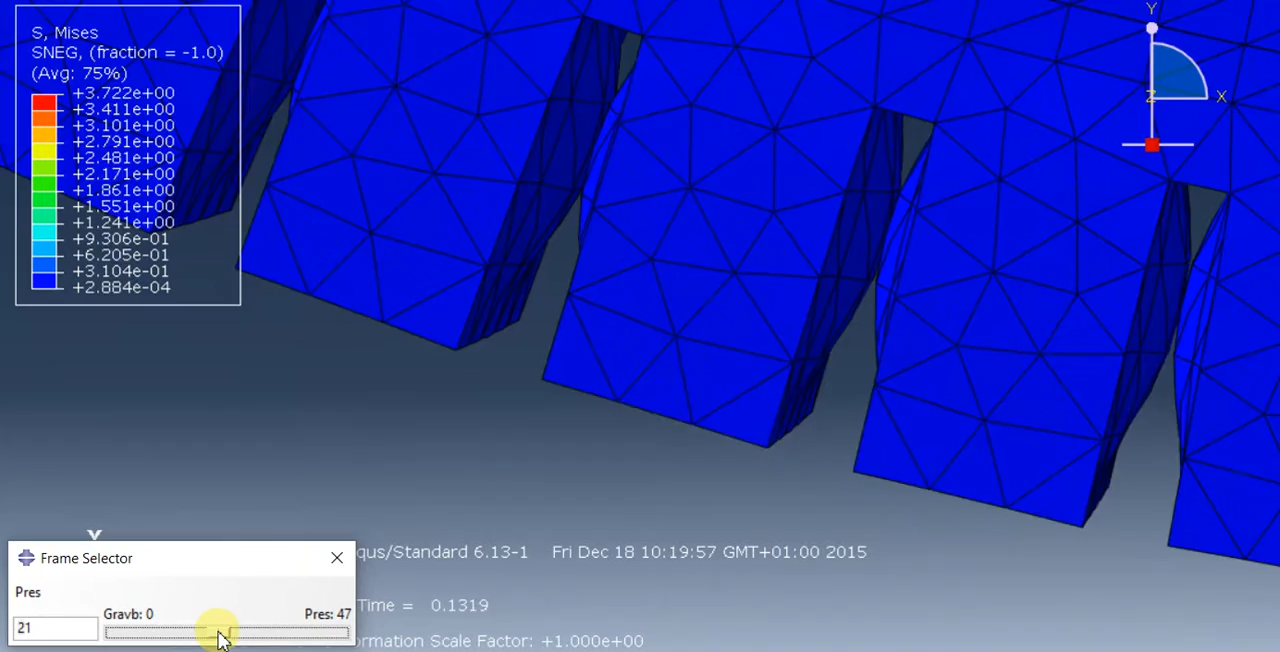 S, Mises
SNEG, (fraction = -1.0)
(Avg: 75%)
+3.722e+00
+3.411e+00
+3.101e+00
+2.791e+00
+2.481e+00
+2.171e+00
+1.861e+00
+1.551e+00
+1.241e+00
+9.306e-01
+6.205e-01
+3.104e-01
+2.884e-04
Y
Z
X
Y
qus/Standard 6.13-1 Fri Dec 18 10:19:57 GMT+01:00 2015
Frame Selector
Pres
Gravb: 0 Pres: 47
21
Time = 0.1319
ormation Scale Factor: +1.000e+00